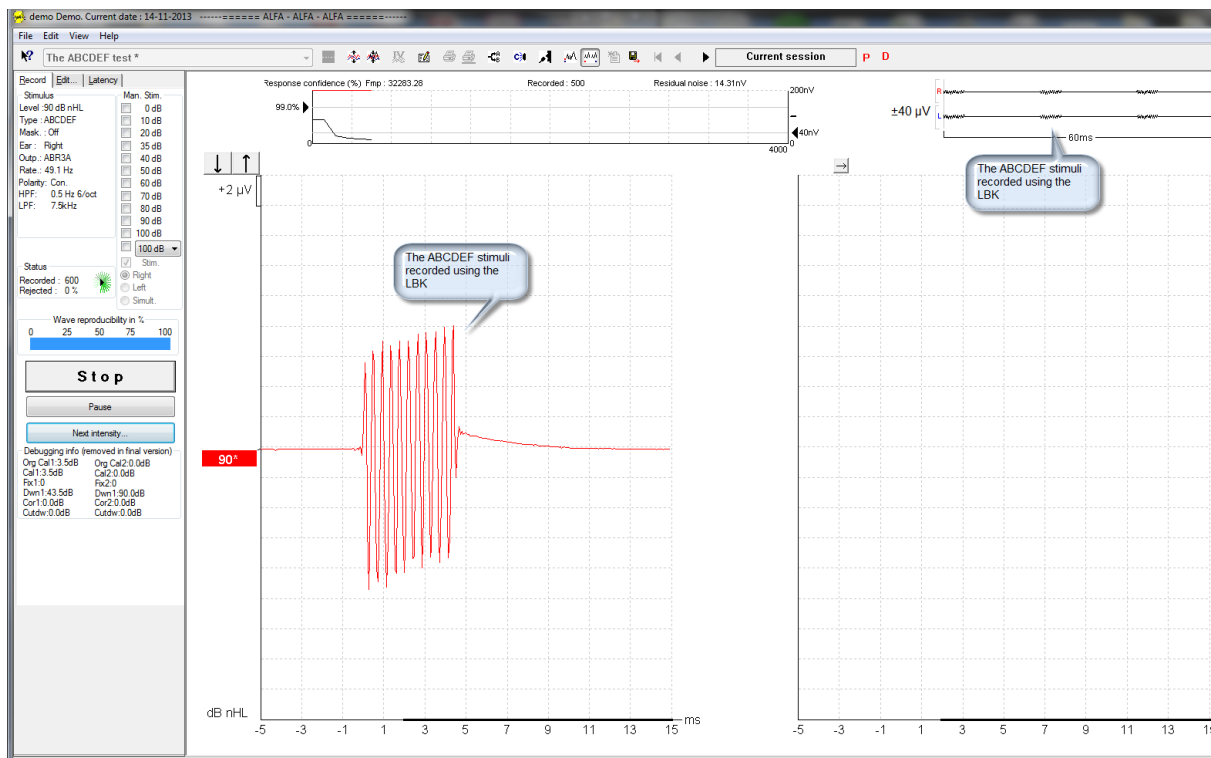 demo Demo. Current date : 14-11-2013 ------====== ALFA - ALFA - ALFA ======------
File Edit View Help
The ABCDEF test * Current session P D
Record Edit... Latency
Stimulus
Level :90 dB nHL
Type : ABCDEF
Mask. : Off
Ear : Right
Outp.: ABR3A
Rate.: 49.1 Hz
Polarity: Con.
HPF: 0.5 Hz 6/oct
LPF: 7.5kHz
Man. Stim.
0 dB
10 dB
20 dB
35 dB
40 dB
50 dB
60 dB
70 dB
80 dB
90 dB
100 dB
100 dB
Stim.
Right
Left
Simult.
Status
Recorded : 600
Rejected : 0 %
Wave reproducibility in %
0 25 50 75 100
Stop
Pause
Next intensity...
Debugging info (removed in final version)
Org Cal1:3.5dB Org Cal2:0.0dB
Cal1:3.5dB Cal2:0.0dB
Fix1:0 Fix2:0
Dwn1:43.5dB Dwn1:90.0dB
Cor1:0.0dB Cor2:0.0dB
Cutdw:0.0dB Cutdw:0.0dB
Response confidence (%) Fmp : 32283.28 Recorded : 500 Residual noise : 14.31nV
200nV
99.0%
40nV
0 0
4000
R
±40 µV
L
60ms
The ABCDEF stimuli
recorded using the
LBK
+2 µV
The ABCDEF stimuli
recorded using the
LBK
90*
dB nHL
ms
-5 -3 -1 1 3 5 7 9 11 13 15
-5 -3 -1 1 3 5 7 9 11 13